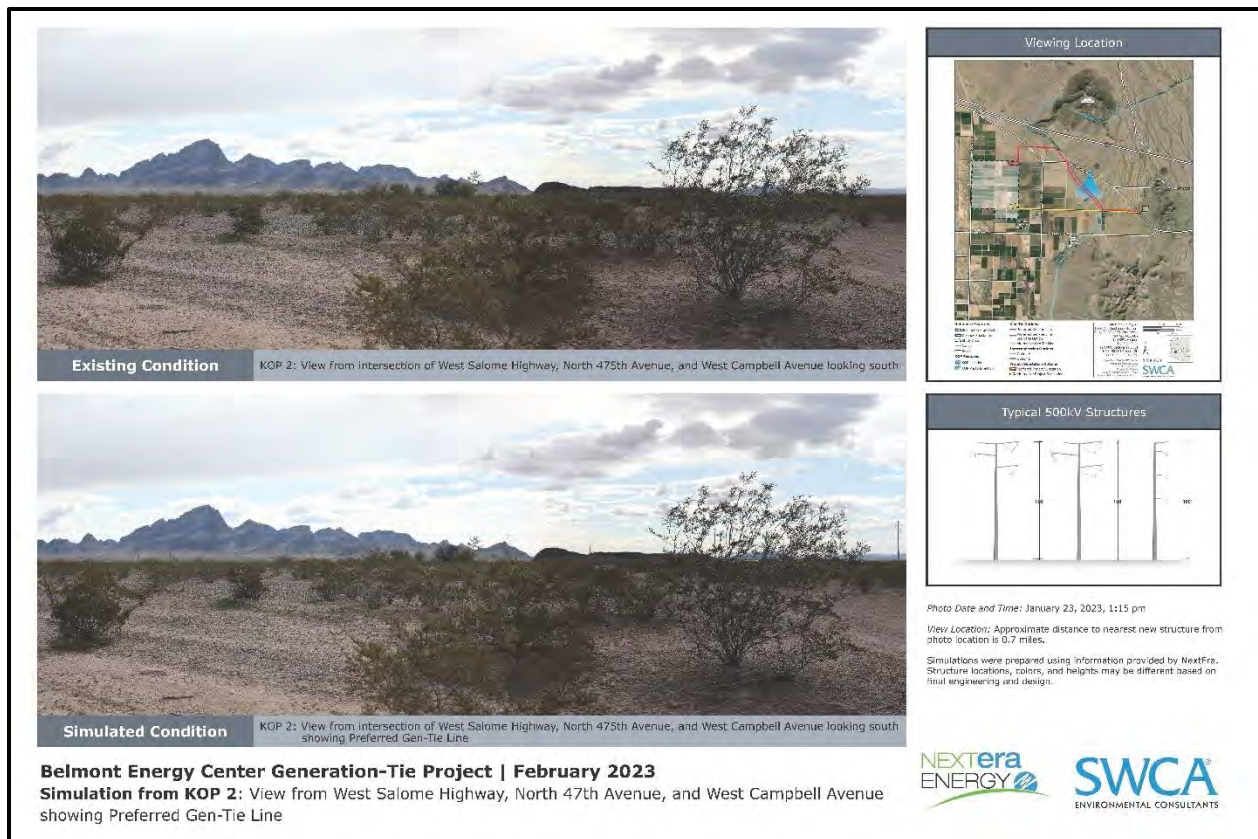 Existing Condition
KOP 2: View from intersection of West Salome Highway, North 475th Avenue, and West Campbell Avenue looking south
Simulated Condition
KOP 2: View from intersection of West Salome Highway, North 475th Avenue, and West Campbell Avenue looking south
showing Preferred Gen-Tie Line
Belmont Energy Center Generation-Tie Project | February 2023
Simulation from KOP 2: View from West Salome Highway, North 47th Avenue, and West Campbell Avenue
showing Preferred Gen-Tie Line
Viewing Location
SWCA
Typical 500kV Structures
Photo Date and Time: January 23, 2023, 1:15 pm
View Location: Approximate distance to nearest new structure from
photo location is 0.7 miles.
Simulations were prepared using information provided by NextEra.
Structure locations, colors, and heights may be different based on
final engineering and design.
NEXTera
ENERGY
SWCA
ENVIRONMENTAL CONSULTANTS